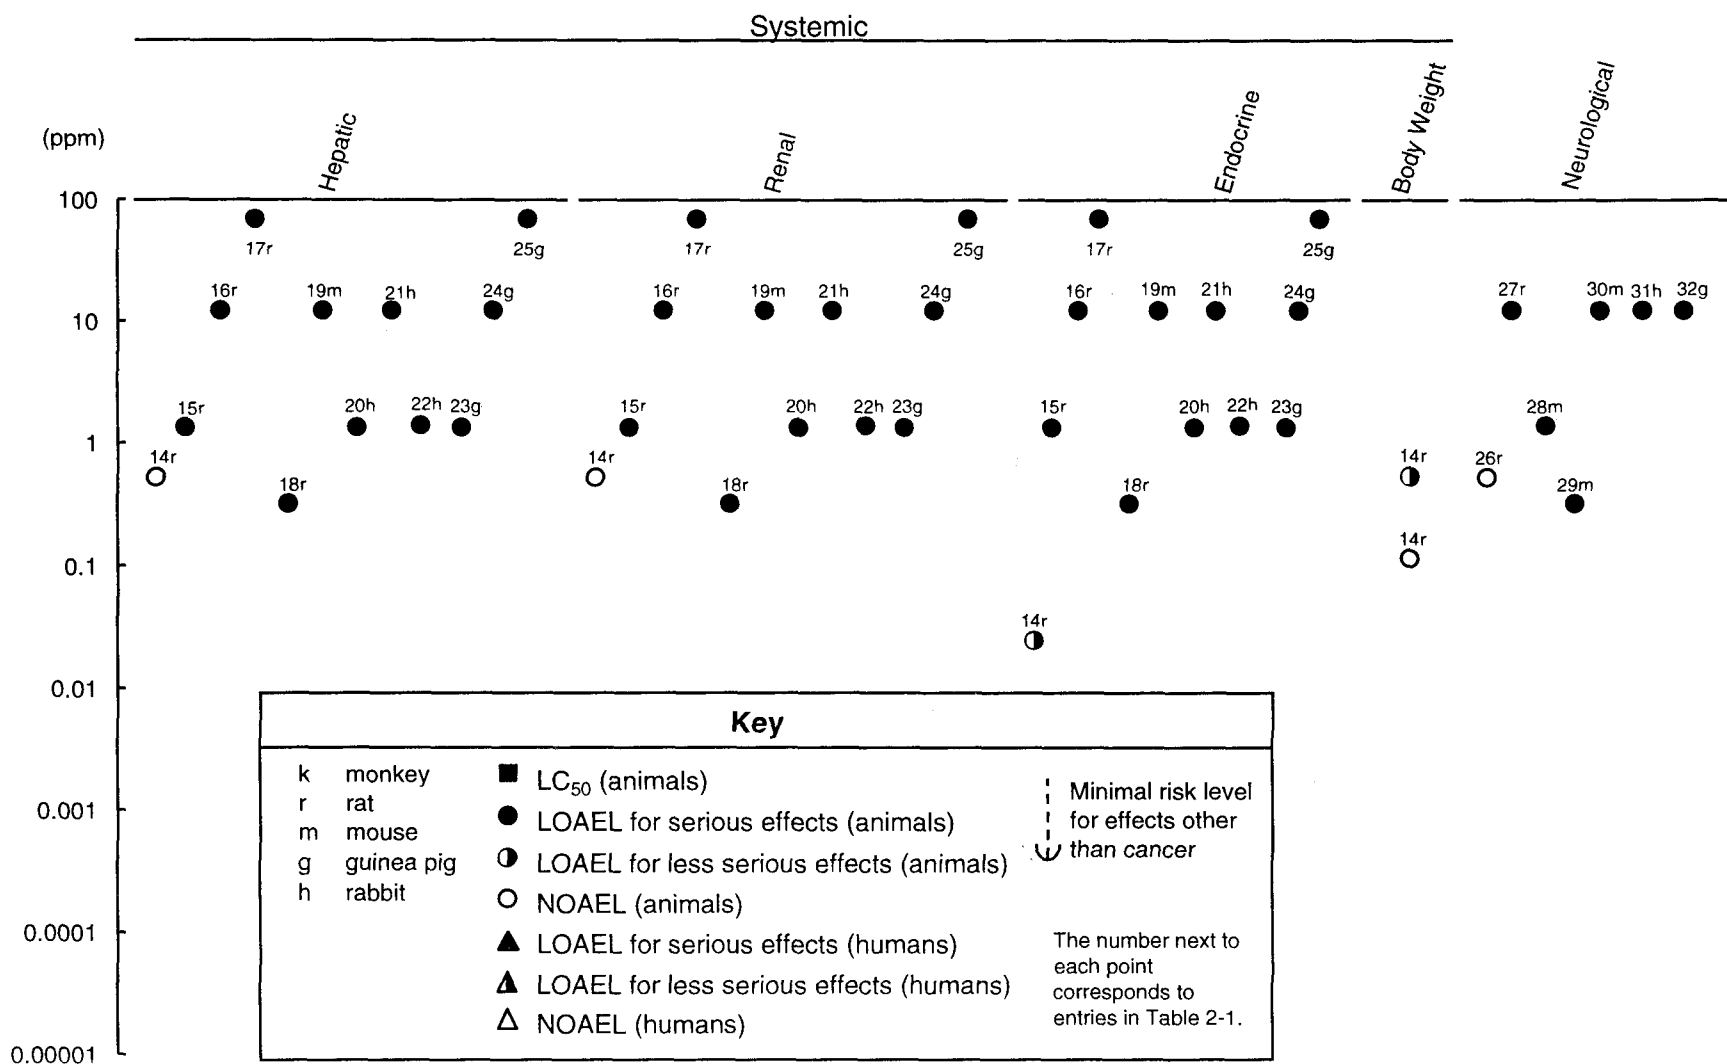 Systemic
(ppm)
Hepatic
Renal
Endocrine
Body Weight
Neurological
100
17r 25g 17r 25g 17r 25g
16r 19m 21h 24g 16r 19m 21h 24g 16r 19m 21h 24g 27r 30m 31h 32g
10
15r 20h 22h 23g 15r 20h 22h 23g 15r 20h 22h 23g 28m
1
14r 14r 14r 26r
18r 18r 18r 29m
14r
0.1
14r
0.01
Key
k monkey
r rat
m mouse
g guinea pig
h rabbit
LC50 (animals)
LOAEL for serious effects (animals)
LOAEL for less serious effects (animals)
NOAEL (animals)
LOAEL for serious effects (humans)
LOAEL for less serious effects (humans)
NOAEL (humans)
Minimal risk level
for effects other
than cancer
The number next to
each point
corresponds to
entries in Table 2-1.
0.001
0.0001
0.00001